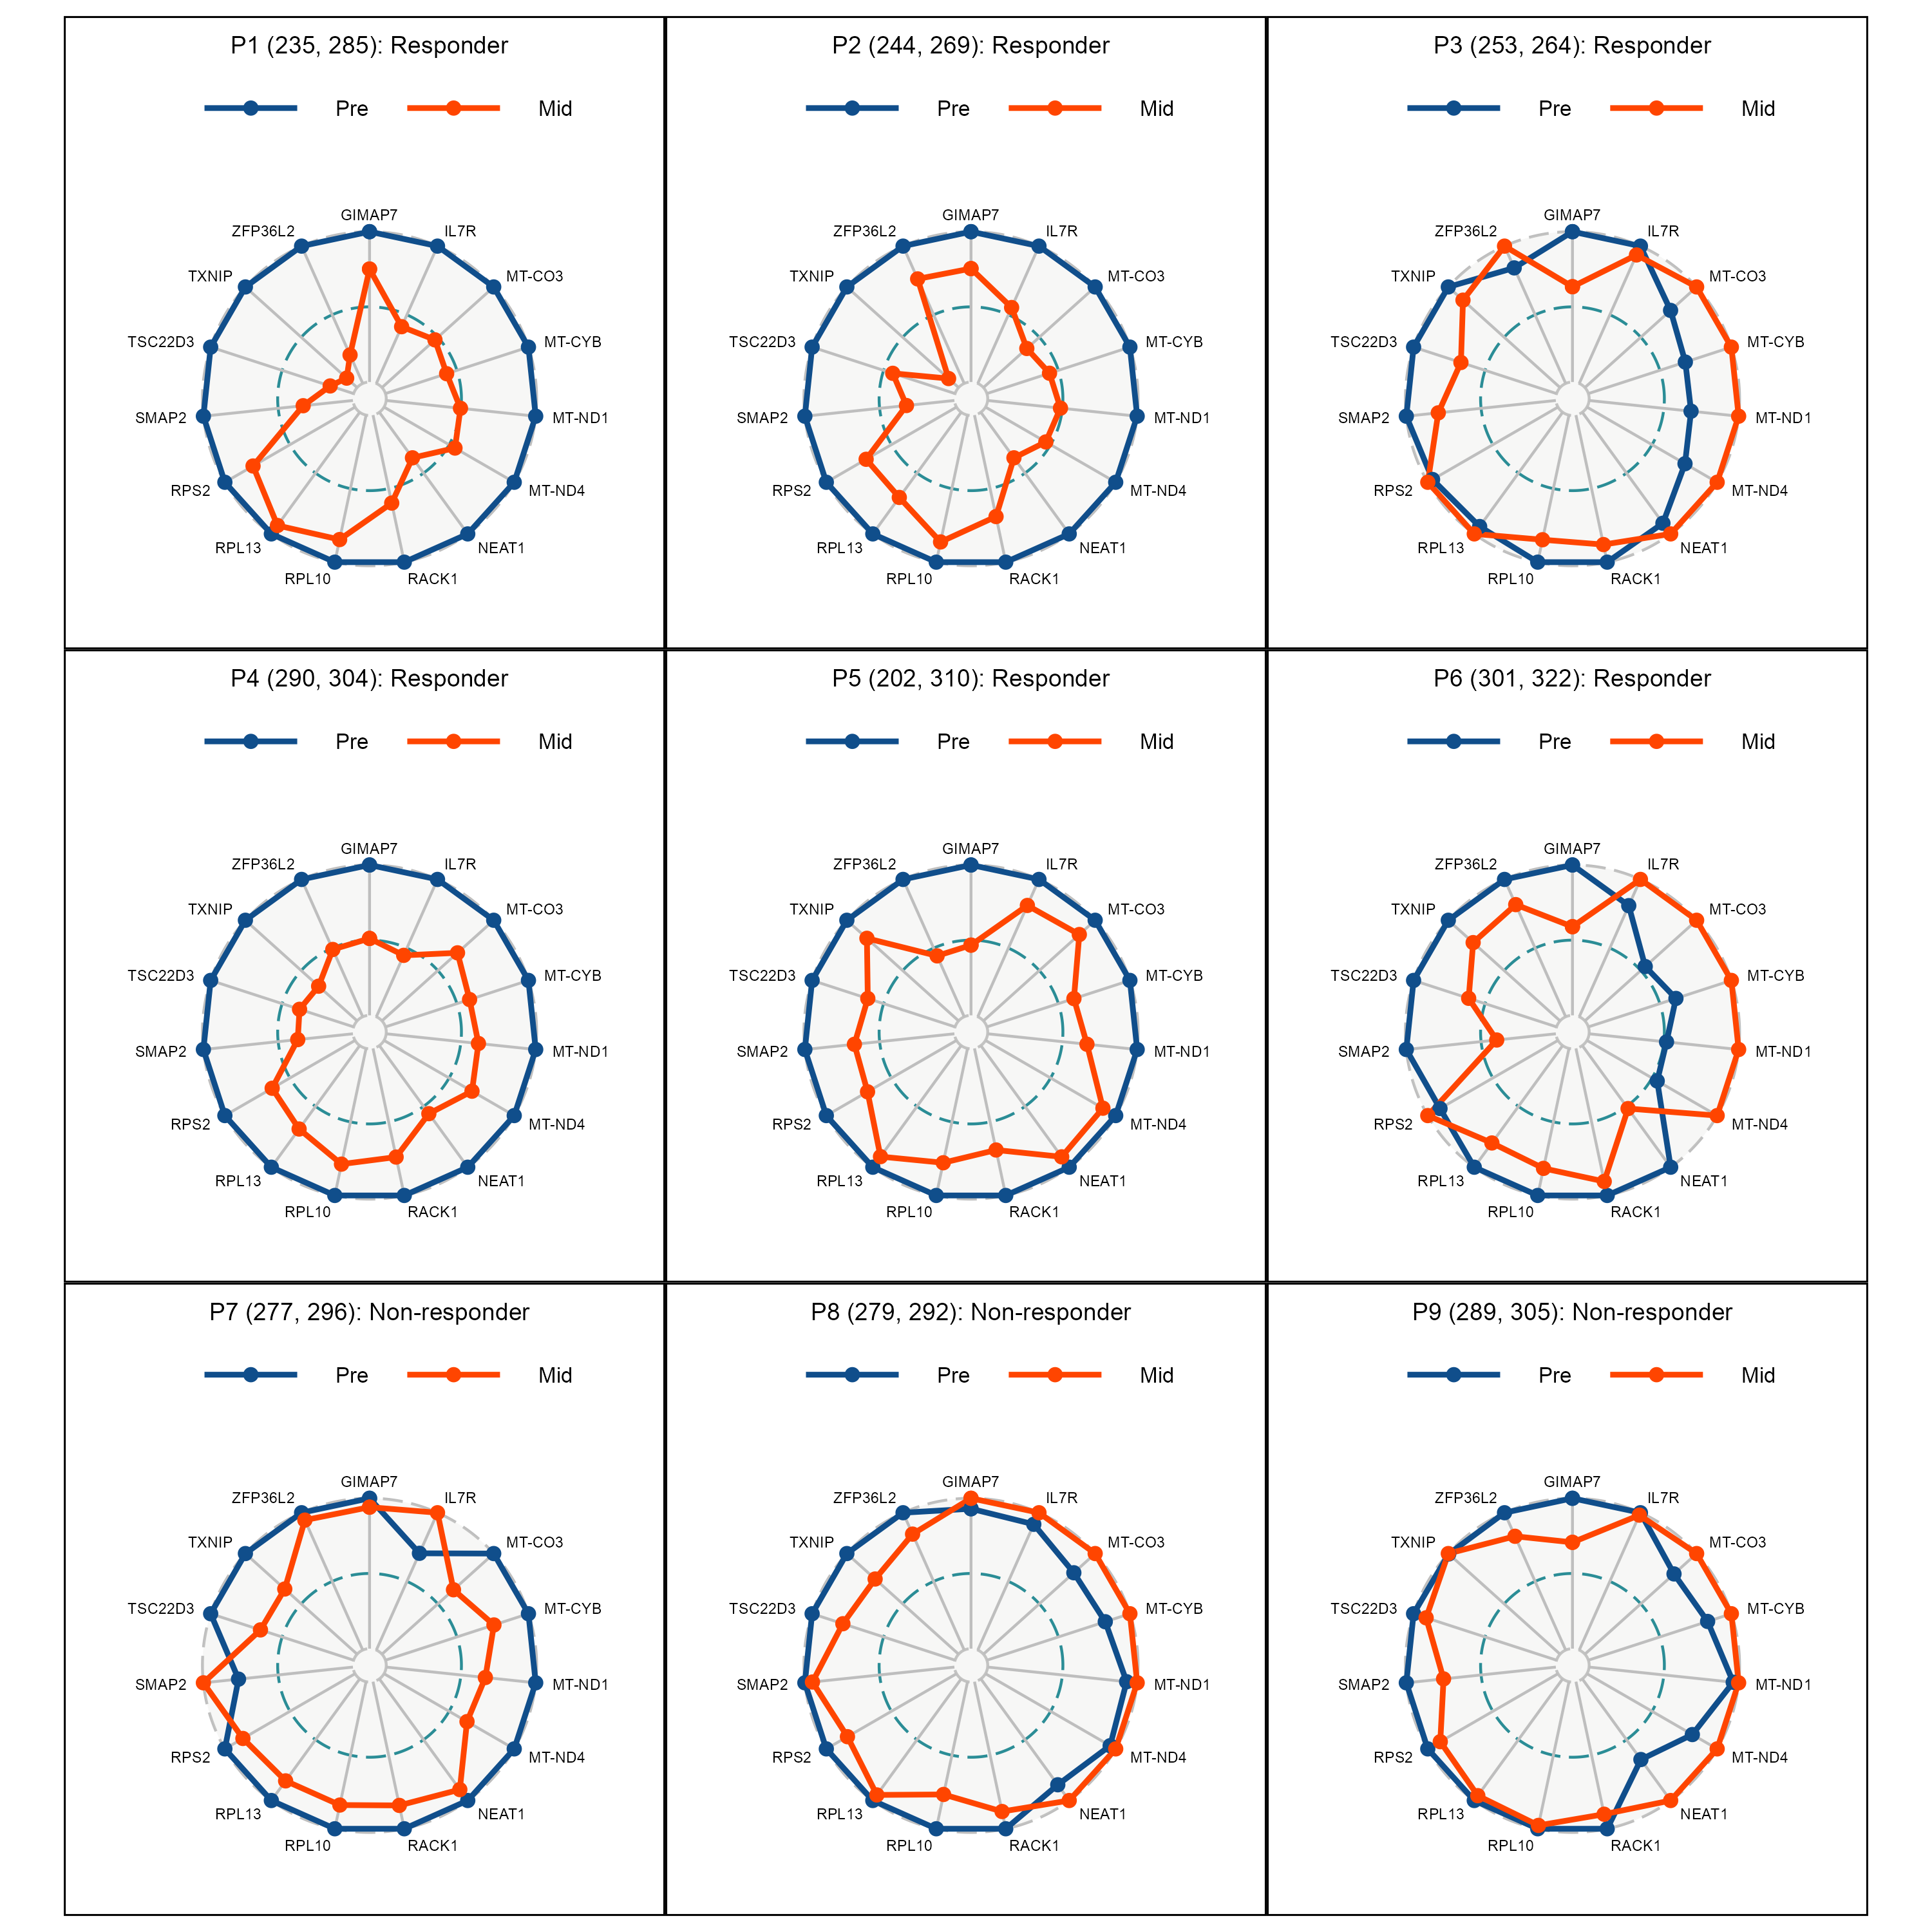 P1 (235, 285): Responder
Pre Mid
GIMAP7
IL7R
MT-CO3
MT-CYB
MT-ND1
MT-ND4
NEAT1
RACK1
RPL10
RPL13
RPS2
SMAP2
TSC22D3
TXNIP
ZFP36L2
P2 (244, 269): Responder
Pre Mid
GIMAP7
IL7R
MT-CO3
MT-CYB
MT-ND1
MT-ND4
NEAT1
RACK1
RPL10
RPL13
RPS2
SMAP2
TSC22D3
TXNIP
ZFP36L2
P3 (253, 264): Responder
Pre Mid
GIMAP7
IL7R
MT-CO3
MT-CYB
MT-ND1
MT-ND4
NEAT1
RACK1
RPL10
RPL13
RPS2
SMAP2
TSC22D3
TXNIP
ZFP36L2
P4 (290, 304): Responder
Pre Mid
GIMAP7
IL7R
MT-CO3
MT-CYB
MT-ND1
MT-ND4
NEAT1
RACK1
RPL10
RPL13
RPS2
SMAP2
TSC22D3
TXNIP
ZFP36L2
P5 (202, 310): Responder
Pre Mid
GIMAP7
IL7R
MT-CO3
MT-CYB
MT-ND1
MT-ND4
NEAT1
RACK1
RPL10
RPL13
RPS2
SMAP2
TSC22D3
TXNIP
ZFP36L2
P6 (301, 322): Responder
Pre Mid
GIMAP7
IL7R
MT-CO3
MT-CYB
MT-ND1
MT-ND4
NEAT1
RACK1
RPL10
RPL13
RPS2
SMAP2
TSC22D3
TXNIP
ZFP36L2
P7 (277, 296): Non-responder
Pre Mid
GIMAP7
IL7R
MT-CO3
MT-CYB
MT-ND1
MT-ND4
NEAT1
RACK1
RPL10
RPL13
RPS2
SMAP2
TSC22D3
TXNIP
ZFP36L2
P8 (279, 292): Non-responder
Pre Mid
GIMAP7
IL7R
MT-CO3
MT-CYB
MT-ND1
MT-ND4
NEAT1
RACK1
RPL10
RPL13
RPS2
SMAP2
TSC22D3
TXNIP
ZFP36L2
P9 (289, 305): Non-responder
Pre Mid
GIMAP7
IL7R
MT-CO3
MT-CYB
MT-ND1
MT-ND4
NEAT1
RACK1
RPL10
RPL13
RPS2
SMAP2
TSC22D3
TXNIP
ZFP36L2